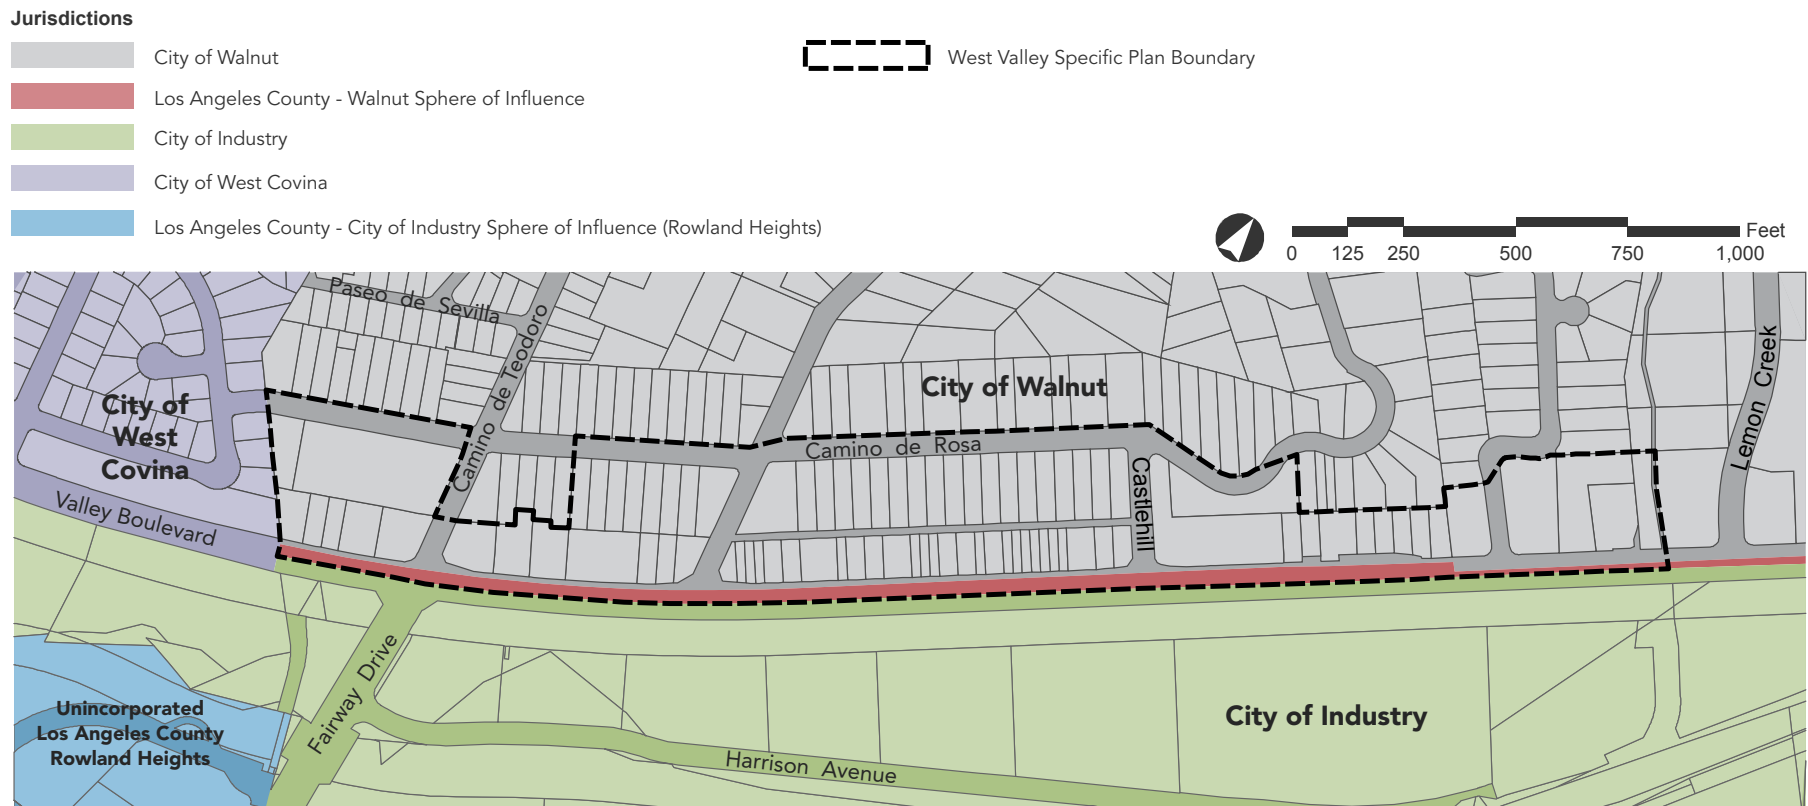 Jurisdictions
City of Walnut
West Valley Specific Plan Boundary
Los Angeles County - Walnut Sphere of Influence
City of Industry
City of West Covina
Los Angeles County - City of Industry Sphere of Influence (Rowland Heights)
Feet
0 125 250 500 750 1,000
Paseo de Sevilla
Camino de Teodoro
City of Walnut
Lemon Creek
City of
West
Covina
Camino de Rosa
Camino
Castlehill
Valley Boulevard
Fairway Drive
Unincorporated
Los Angeles County
Rowland Heights
City of Industry
Harrison Avenue